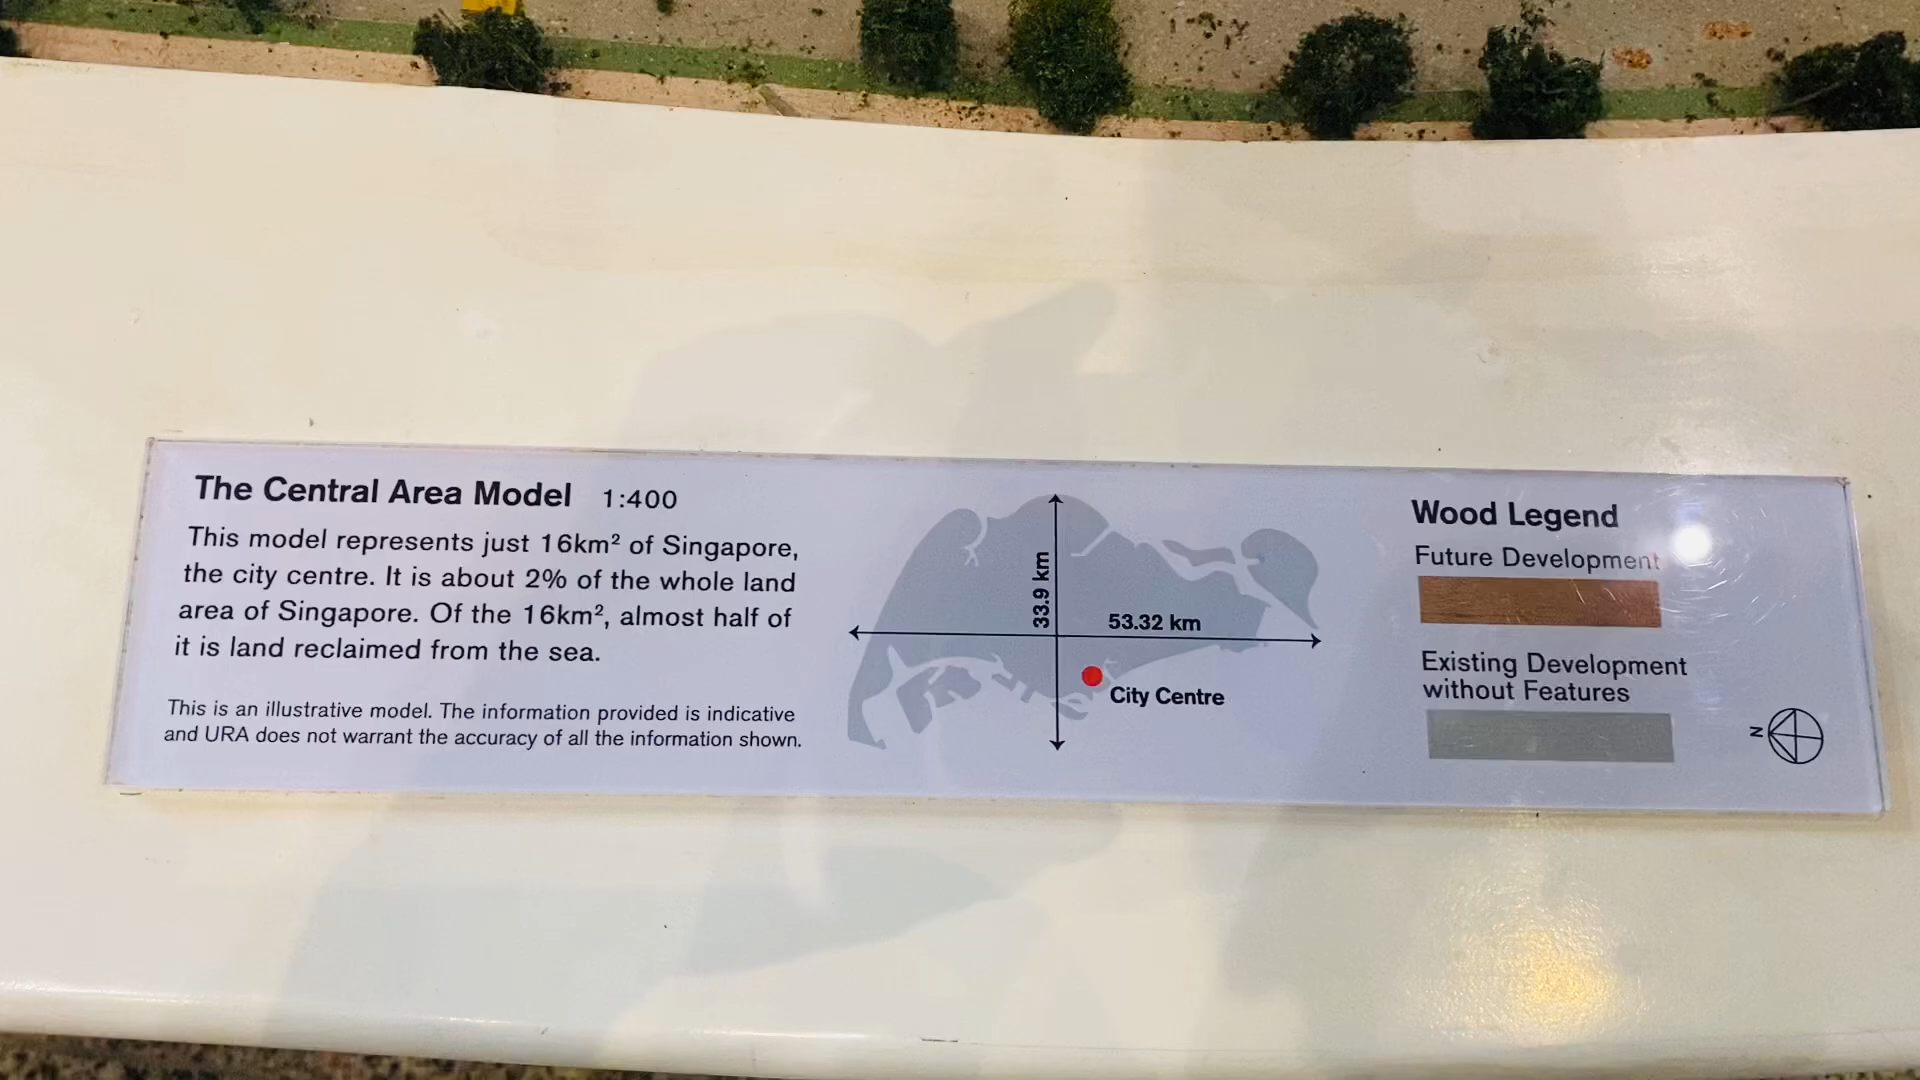 The Central Area Model 1:400
This model represents just 16km² of Singapore,
the city centre. It is about 2% of the whole land
area of Singapore. Of the 16km², almost half of
it is land reclaimed from the sea.
This is an illustrative model. The information provided is indicative
and URA does not warrant the accuracy of all the information shown.
33.9 km
53.32 km
City Centre
Wood Legend
Future Development
Existing Development
without Features
N